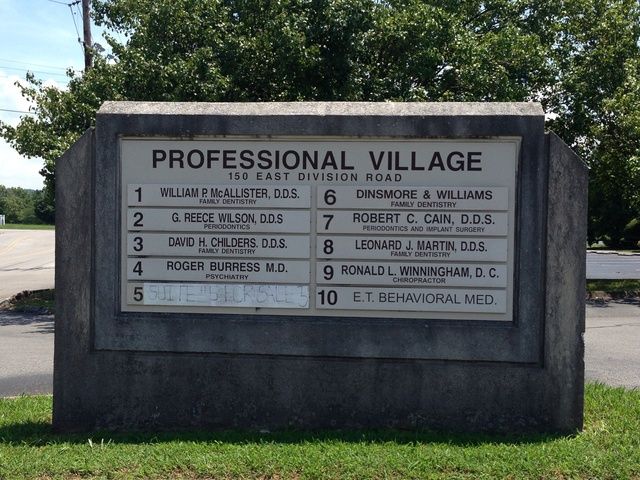 PROFESSIONAL VILLAGE
150 EAST DIVISION ROAD
1 WILLIAM P. McALLISTER, D.D.S.
FAMILY DENTISTRY
2 G. REECE WILSON, D.D.S
PERIODONTICS
3 DAVID H. CHILDERS, D.D.S.
FAMILY DENTISTRY
4 ROGER BURRESS M.D.
PSYCHIATRY
5 SUITE
6 DINSMORE & WILLIAMS
FAMILY DENTISTRY
7 ROBERT C. CAIN, D.D.S.
PERIODONTICS AND IMPLANT SURGERY
8 LEONARD J. MARTIN, D.D.S.
FAMILY DENTISTRY
9 RONALD L. WINNINGHAM, D. C.
CHIROPRACTOR
10 E.T. BEHAVIORAL MED.